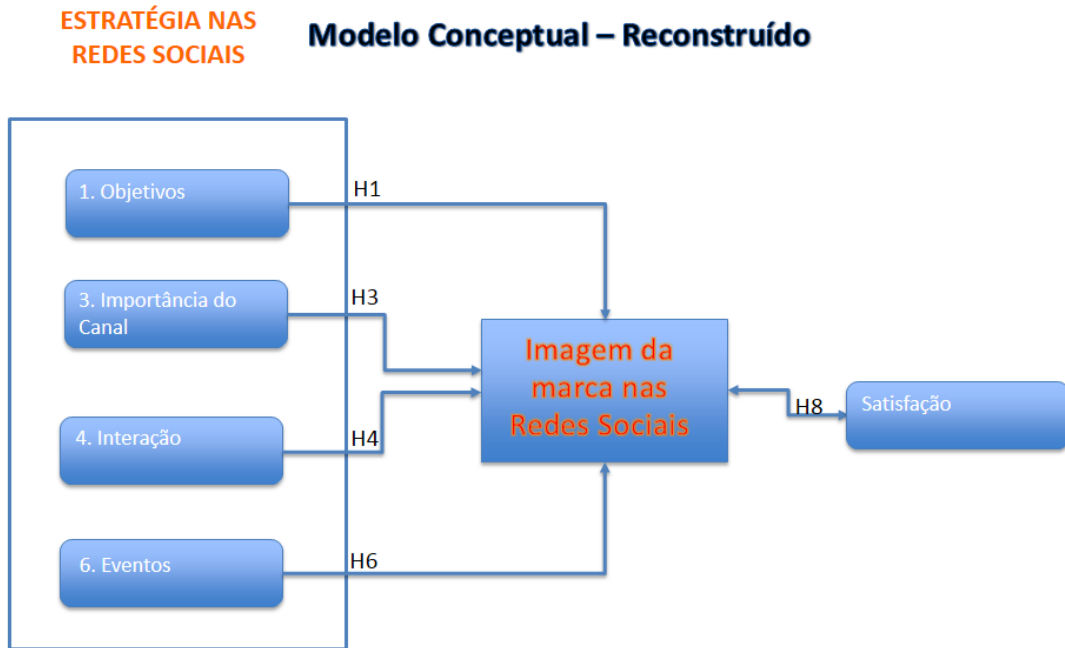 ESTRATÉGIA NAS
REDES SOCIAIS
Modelo Conceptual – Reconstruído
1. Objetivos
H1
3. Importância do
Canal
H3
4. Interação
H4
6. Eventos
H6
Imagem da
marca nas
Redes Sociais
H8
Satisfação